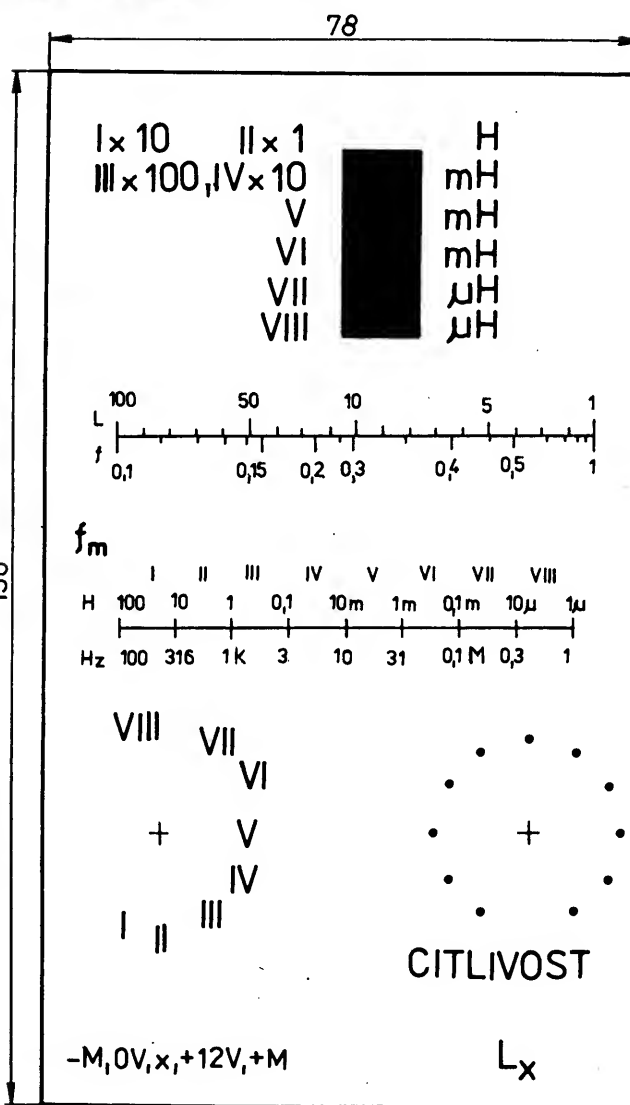 78
I x 10 II x 1 H
III x 100, IV x 10 mH
V mH
VI mH
VII µH
VIII µH
100 50 10 5 1
L
f
0,1 0,15 0,2 0,3 0,4 0,5 1
fm
I II III IV V VI VII VIII
H 100 10 1 0,1 10m 1m 0,1m 10µ 1µ
Hz 100 316 1K 3 10 31 0,1 M 0,3 1
VIII
VII
VI
V
IV
III
I
II
CITLIVOST
-M, 0V, x, +12V, +M Lx